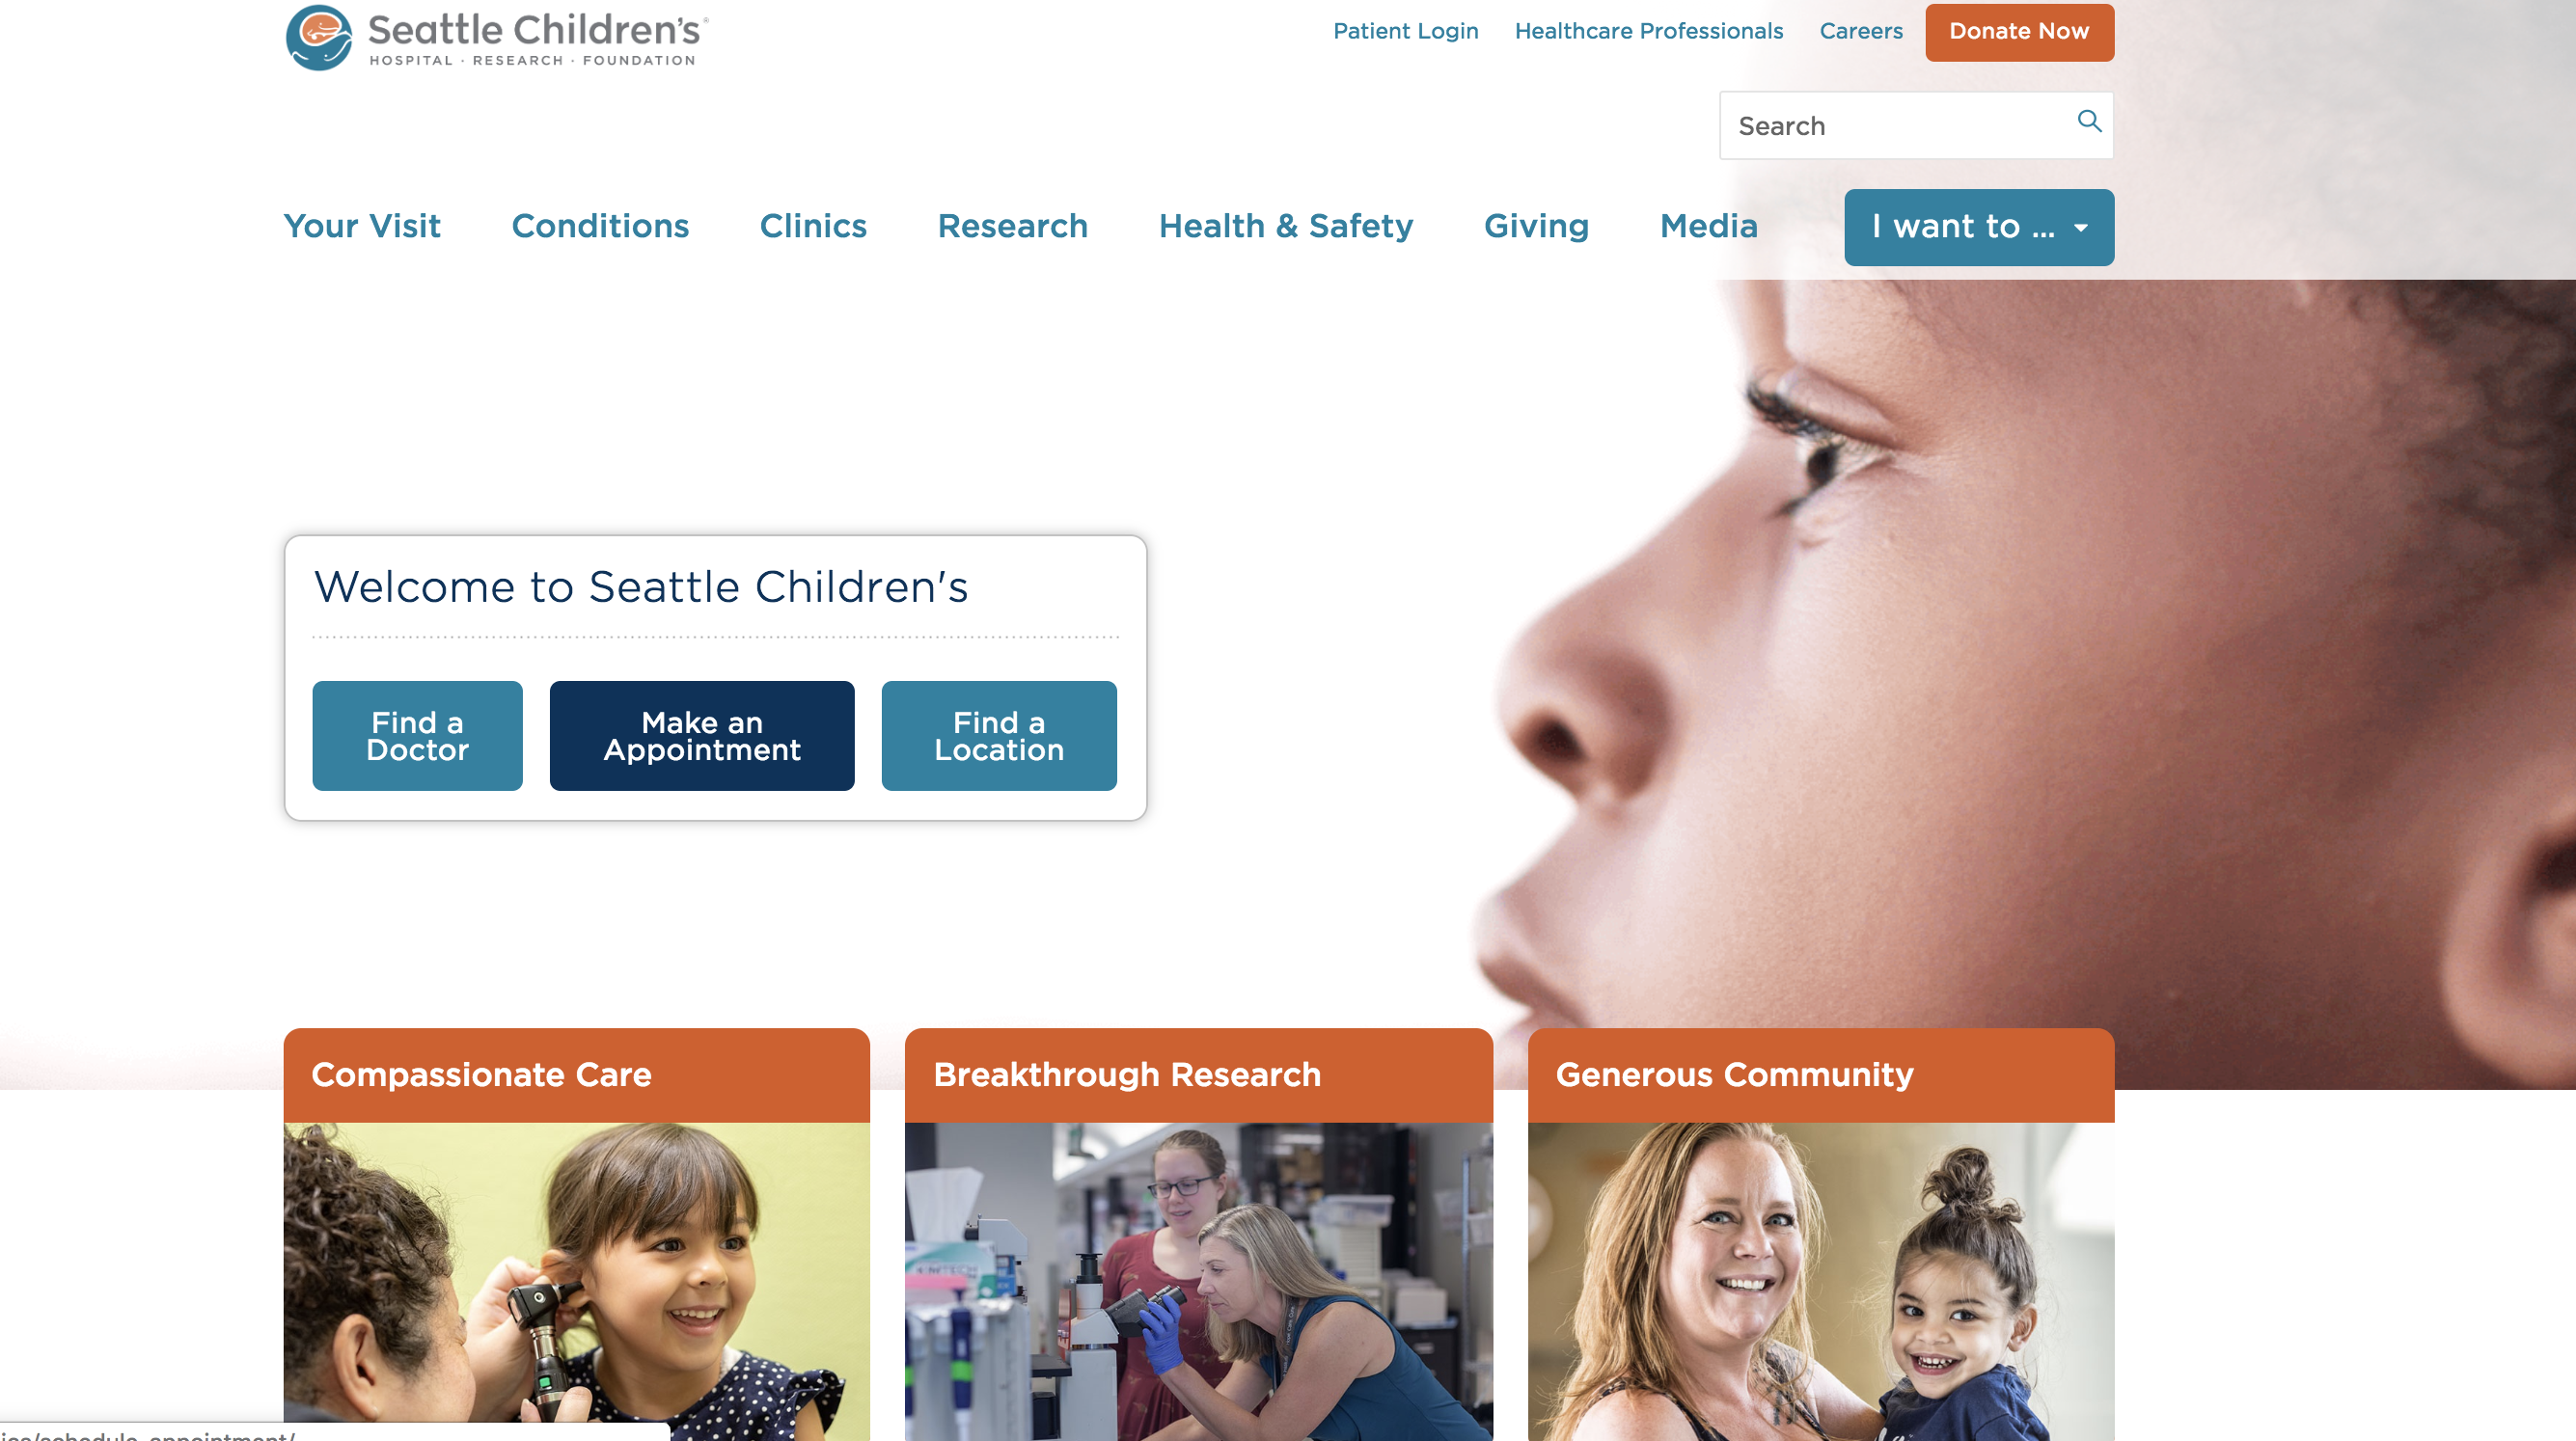 Seattle Children's®
HOSPITAL · RESEARCH · FOUNDATION
Patient Login
Healthcare Professionals
Careers
Donate Now
Search
Your Visit
Conditions
Clinics
Research
Health & Safety
Giving
Media
I want to ...
Welcome to Seattle Children's
Find a
Doctor
Make an
Appointment
Find a
Location
Compassionate Care
Breakthrough Research
Generous Community
ics/schedule-appointment/